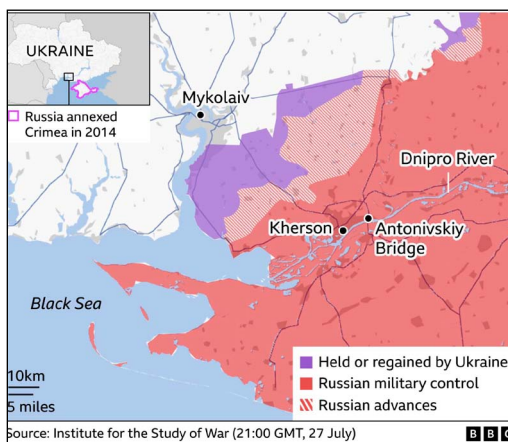 UKRAINE
Russia annexed
Crimea in 2014
Mykolaiv
Dnipro River
Kherson
Antonivskiy
Bridge
Black Sea
10km
5 miles
Held or regained by Ukraine
Russian military control
Russian advances
Source: Institute for the Study of War (21:00 GMT, 27 July)
BBC